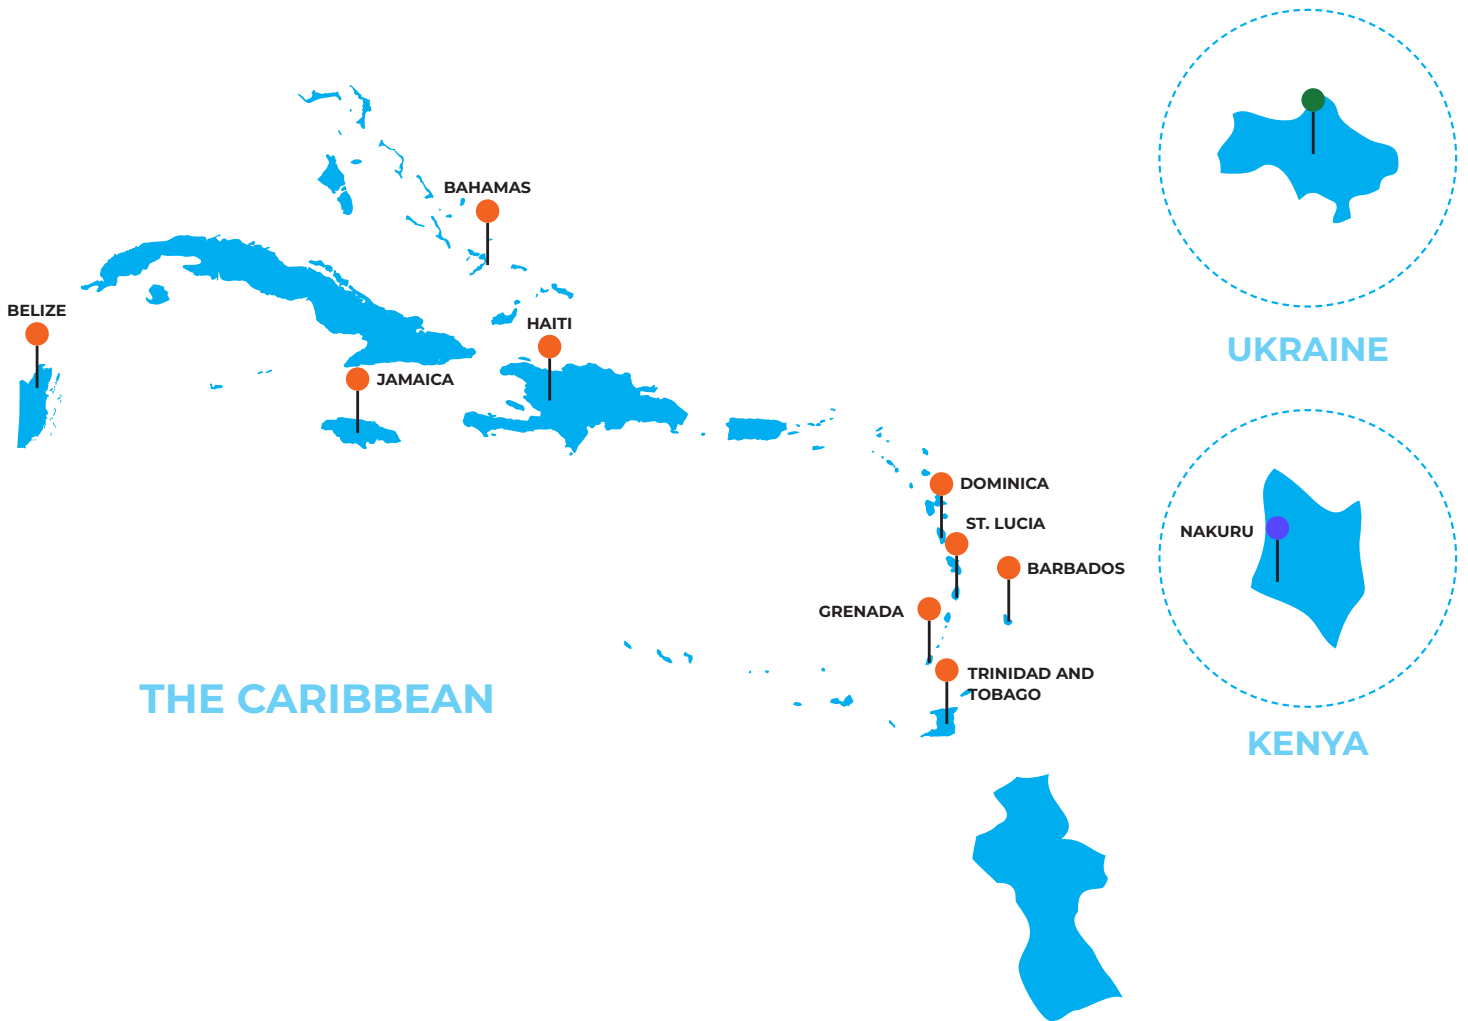 BAHAMAS
BELIZE
HAITI
JAMAICA
DOMINICA
ST. LUCIA
BARBADOS
GRENADA
TRINIDAD AND
TOBAGO
THE CARIBBEAN
UKRAINE
NAKURU
KENYA